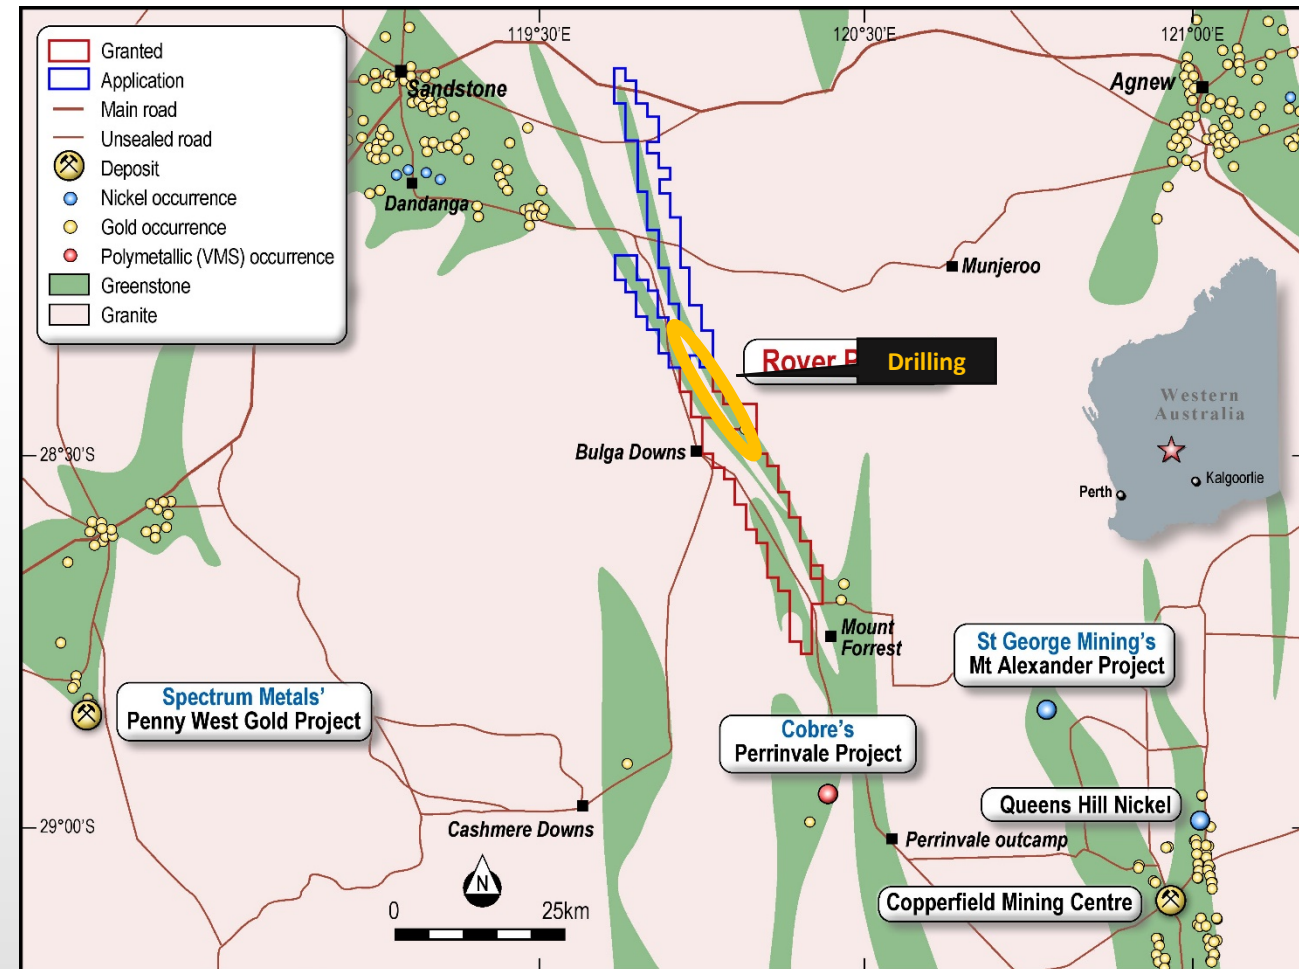 119°30'E
120°30'E
121°00'E
Granted
Application
Main road
Unsealed road
Deposit
Nickel occurrence
Gold occurrence
Polymetallic (VMS) occurrence
Greenstone
Granite
Sandstone
Agnew
Dandanga
Munjeroo
Rover P
Drilling
Western
Australia
Perth
Kalgoorlie
28°30'S
Bulga Downs
Mount
Forrest
St George Mining's
Mt Alexander Project
Spectrum Metals'
Penny West Gold Project
Cobre's
Perrinvale Project
Queens Hill Nickel
29°00'S
Cashmere Downs
Perrinvale outcamp
Copperfield Mining Centre
N
0 25km